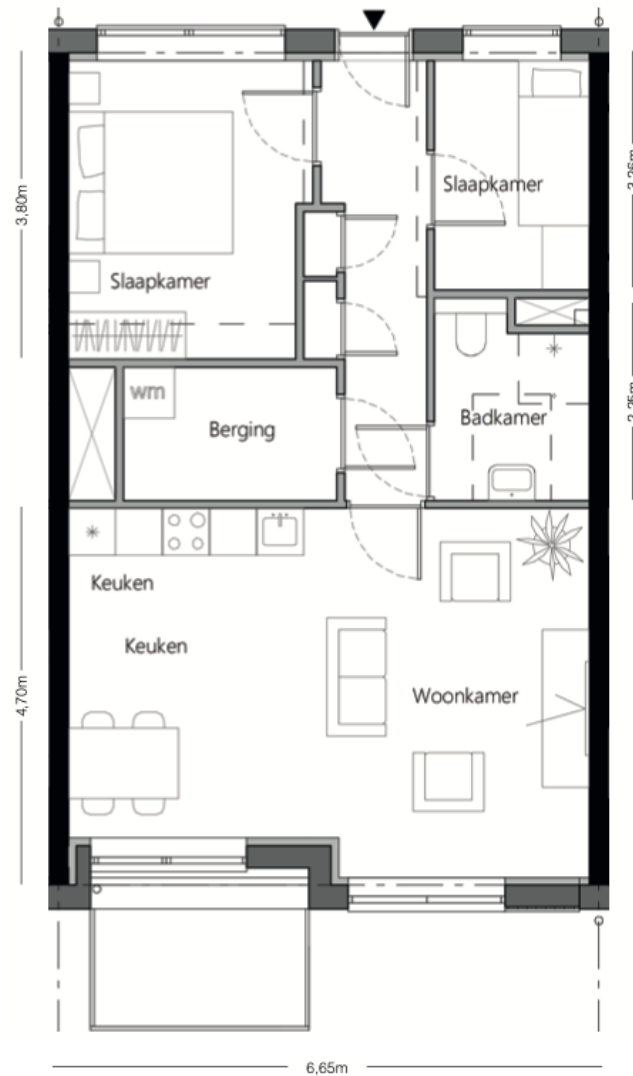 3,80m
Slaapkamer
Slaapkamer
wm
Berging
Badkamer
Keuken
Keuken
4,70m
Woonkamer
6,65m